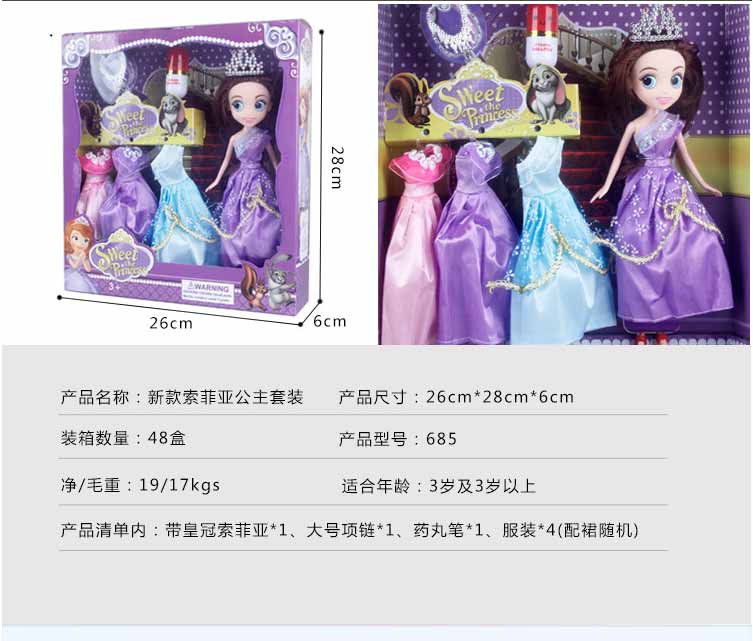 Sweet
the
Princess
Sweet
the
Princess
3+
WARNING
28cm
26cm
6cm
Sweet
the
Princess
产品名称：新款索菲亚公主套装
产品尺寸：26cm*28cm*6cm
装箱数量：48盒
产品型号：685
净/毛重：19/17kgs
适合年龄：3岁及3岁以上
产品清单内：带皇冠索菲亚*1、大号项链*1、药丸笔*1、服装*4(配裙随机)